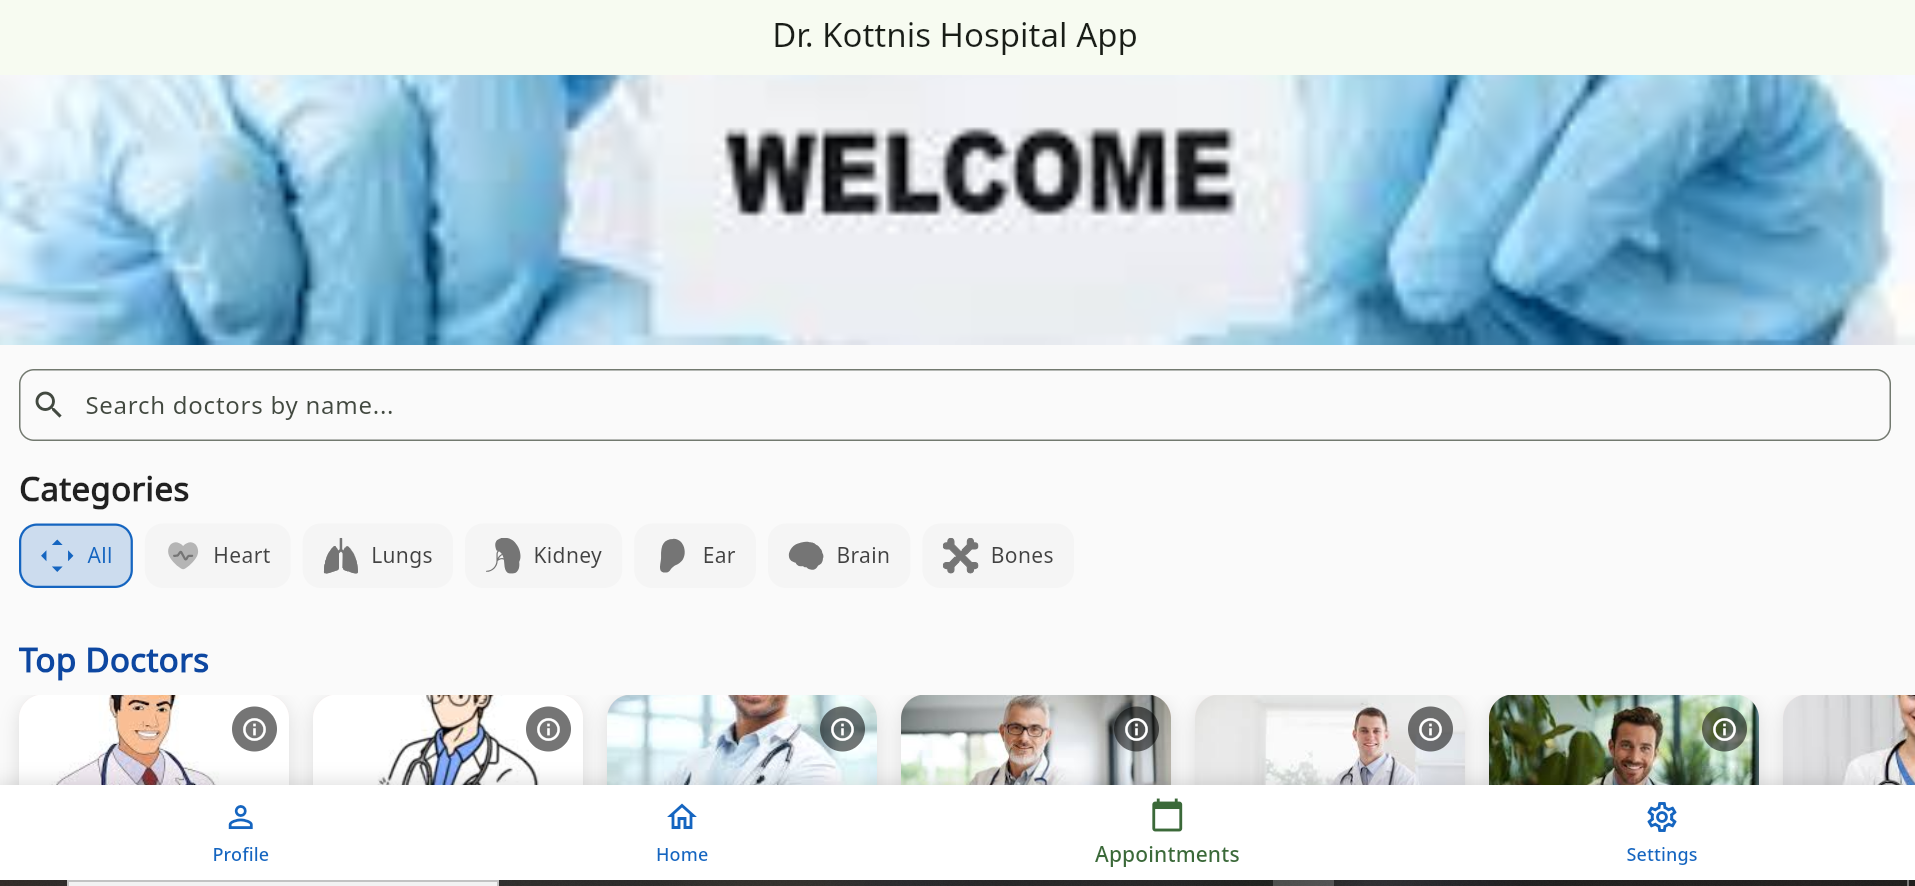 Dr. Kottnis Hospital App
WELCOME
Search doctors by name...
Categories
All
Heart
Lungs
Kidney
Ear
Brain
Bones
Top Doctors
Profile
Home
Appointments
Settings